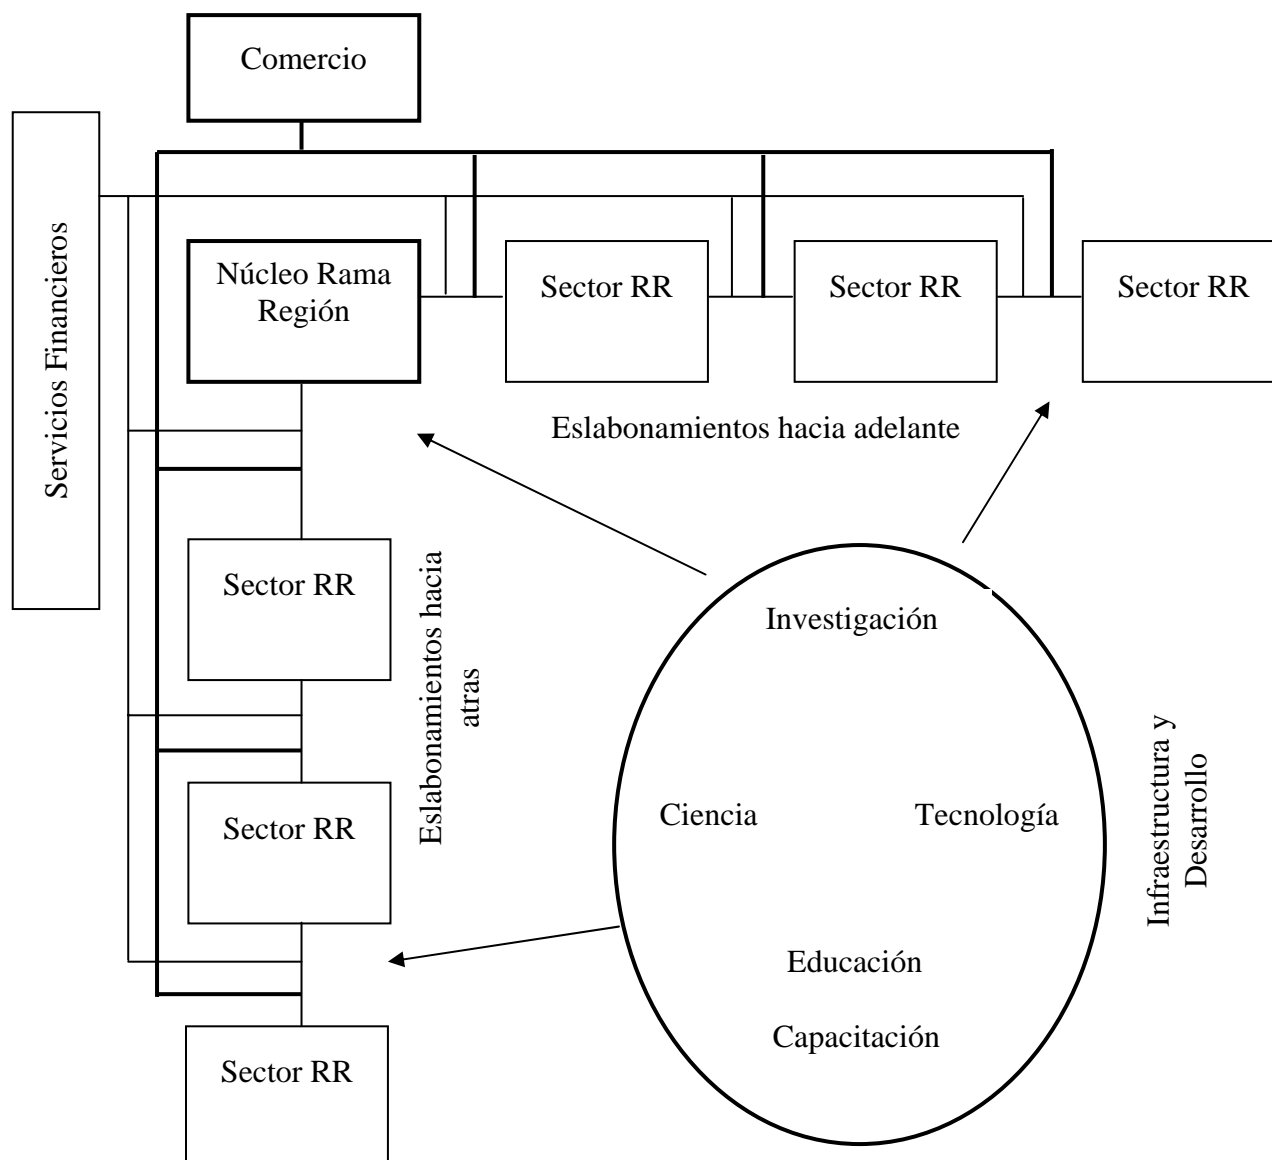 Comercio
Servicios Financieros
Núcleo Rama
Región
Sector RR
Sector RR
Sector RR
Eslabonamientos hacia adelante
Sector RR
Eslabonamientos hacia
atras
Sector RR
Sector RR
Investigación
Ciencia
Tecnología
Educación
Capacitación
Infraestructura y
Desarrollo